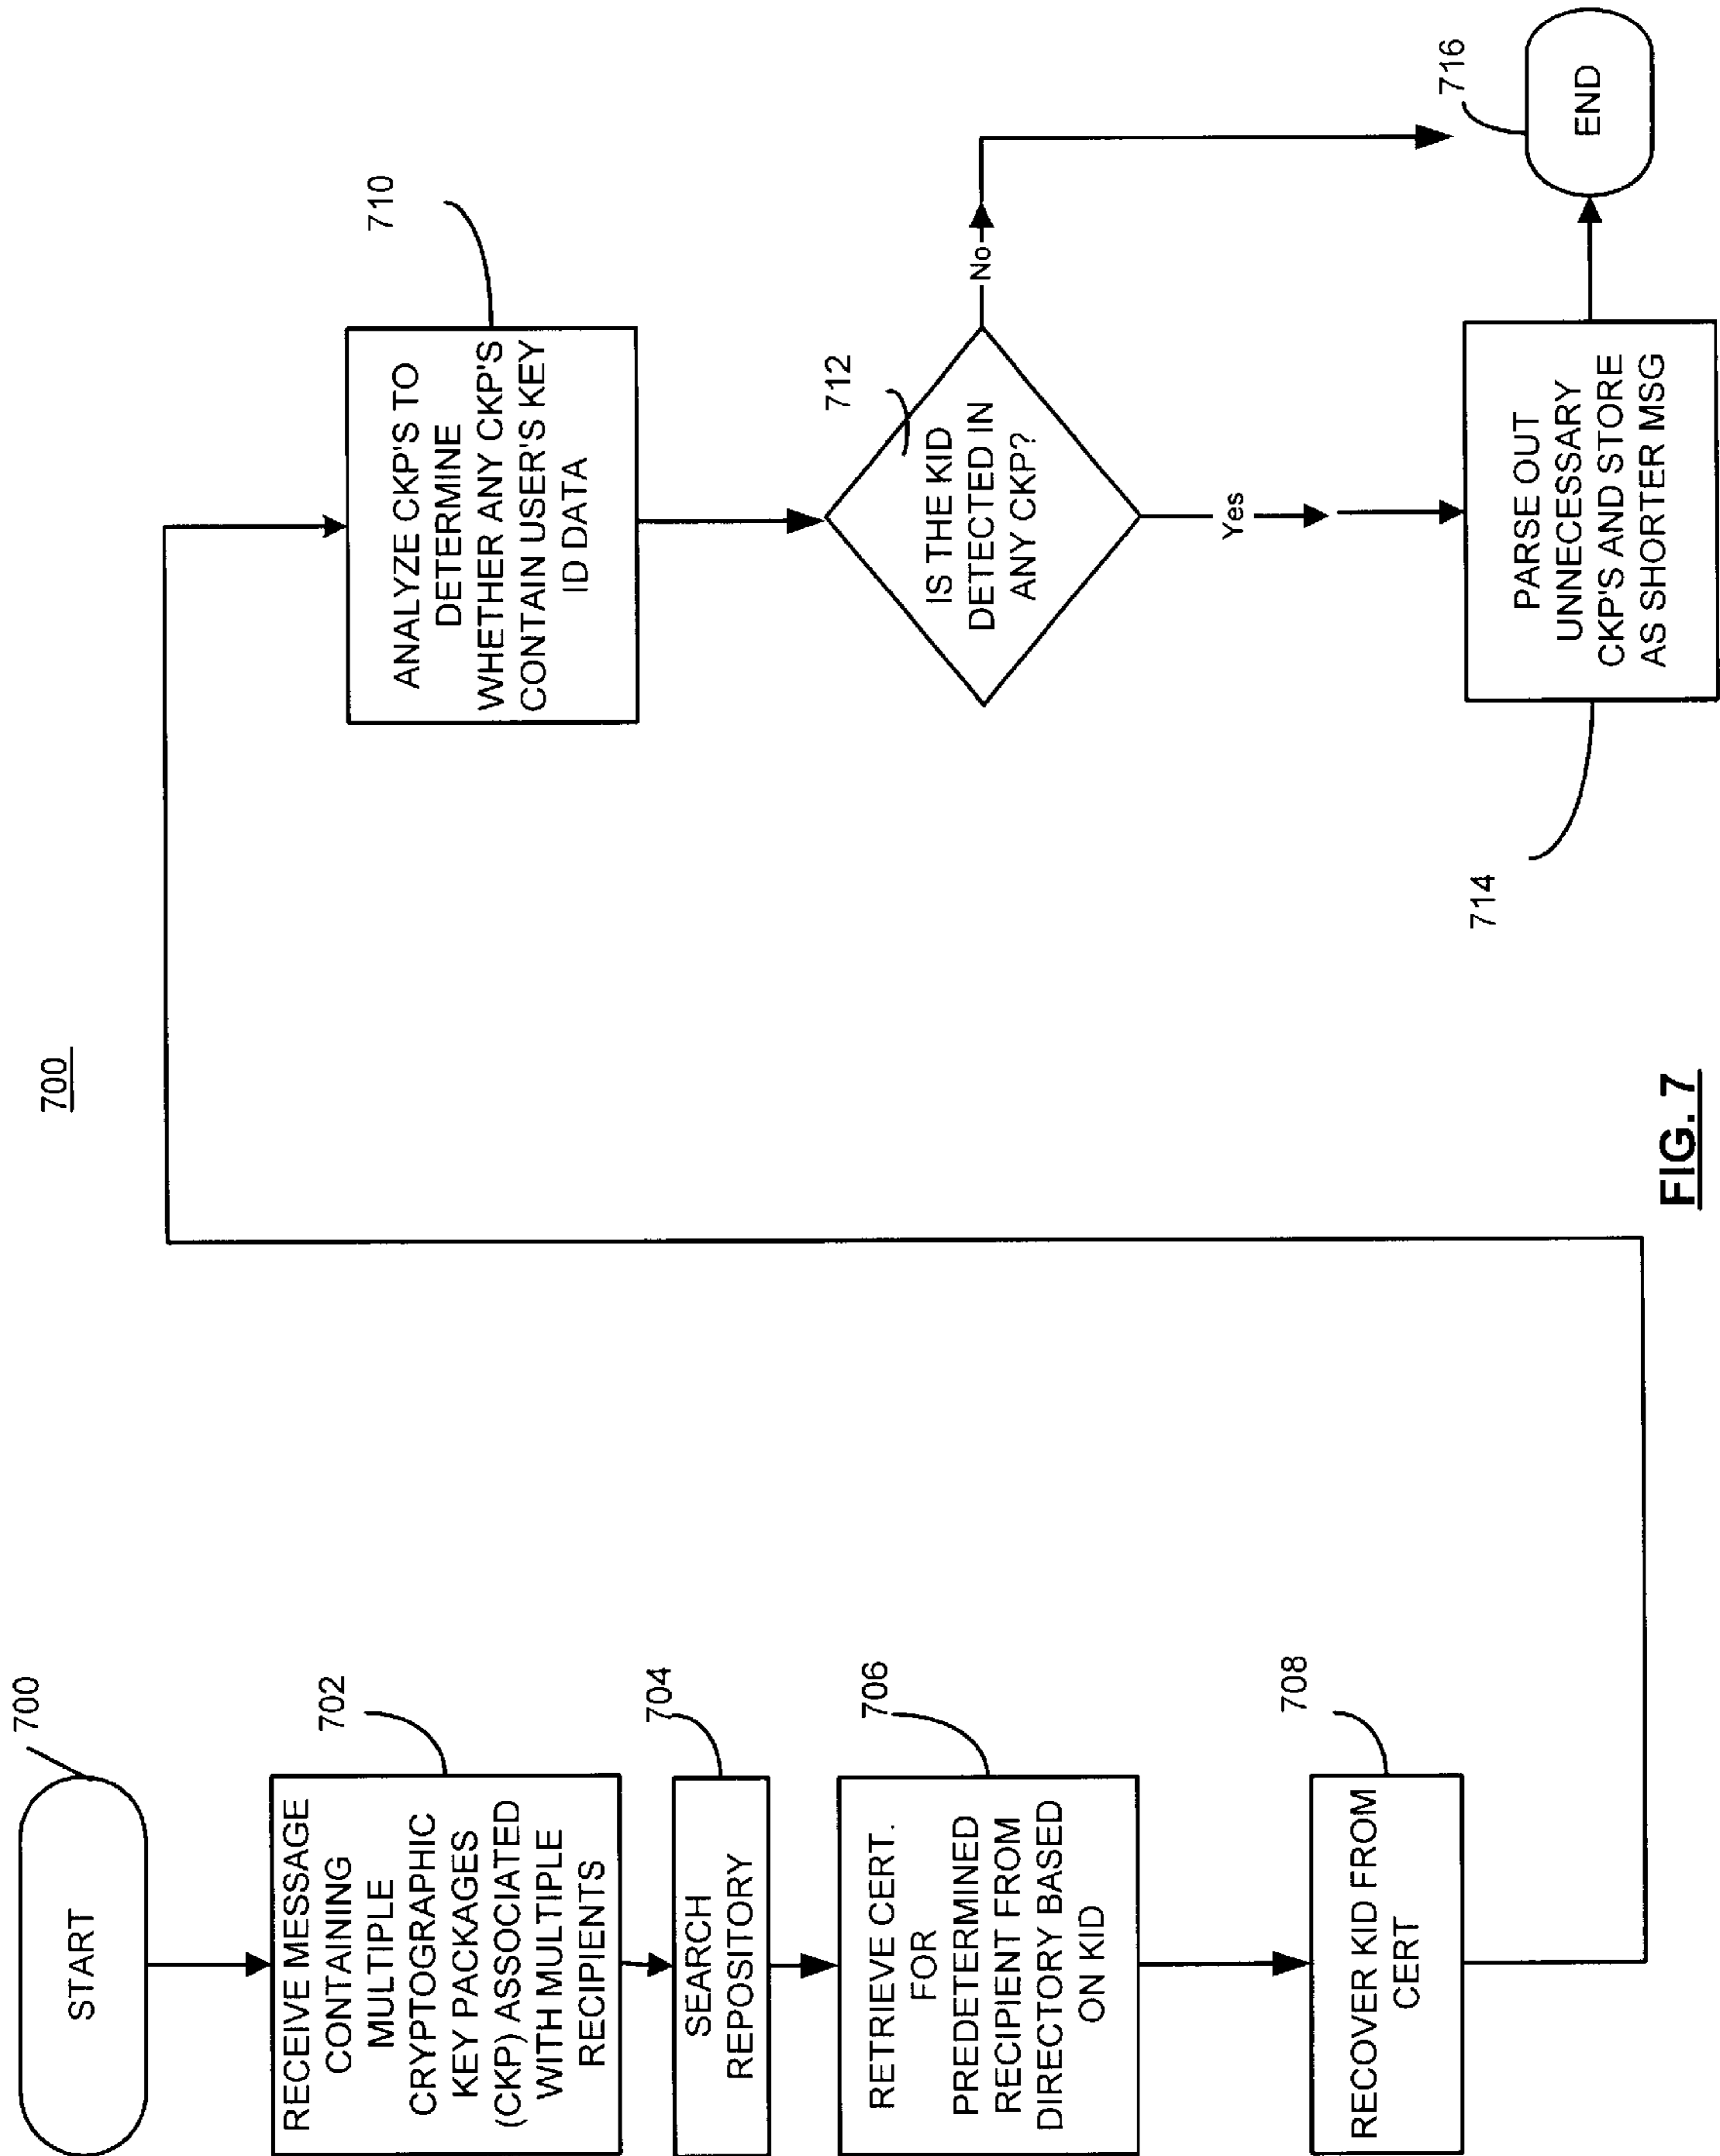 700
700
START
702
RECEIVE MESSAGE
CONTAINING
MULTIPLE
CRYPTOGRAPHIC
KEY PACKAGES
(CKP) ASSOCIATED
WITH MULTIPLE
RECIPIENTS
704
SEARCH
REPOSITORY
706
RETRIEVE CERT.
FOR
PREDETERMINED
RECIPIENT FROM
DIRECTORY BASED
ON KID
708
RECOVER KID FROM
CERT
710
ANALYZE CKP'S TO
DETERMINE
WHETHER ANY CKP'S
CONTAIN USER'S KEY
ID DATA
712
IS THE KID
DETECTED IN
ANY CKP?
No
Yes
714
PARSE OUT
UNNECESSARY
CKP'S AND STORE
AS SHORTER MSG
716
END
FIG. 7